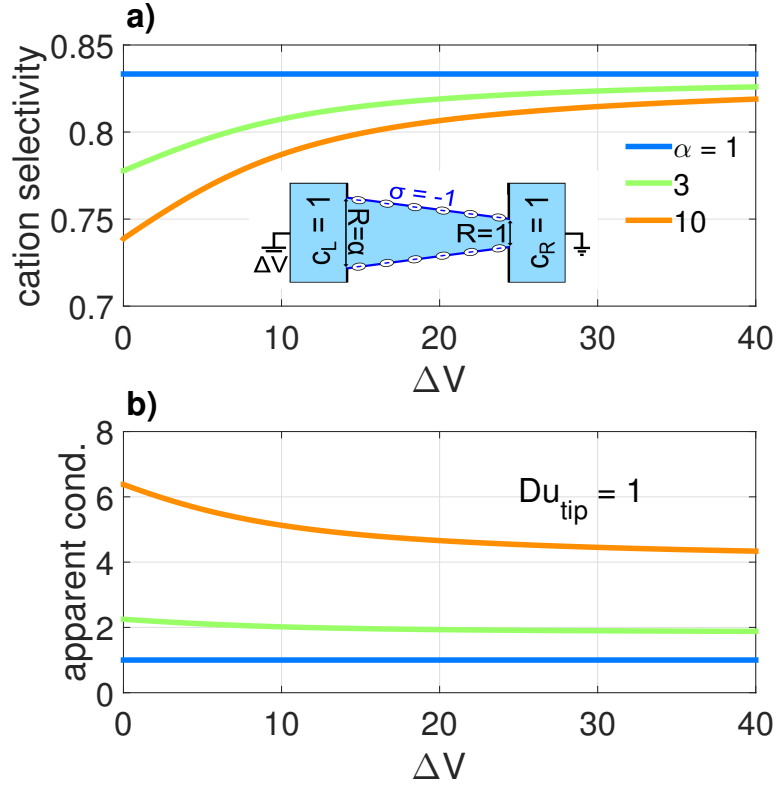 a)
0.85
0.8
0.75
0.7
cation selectivity
α = 1
3
10
σ = -1
c_L = 1
R=α
R=1
c_R = 1
ΔV
0
10
20
30
40
ΔV
b)
8
6
4
2
0
apparent cond.
Du_tip = 1
0
10
20
30
40
ΔV